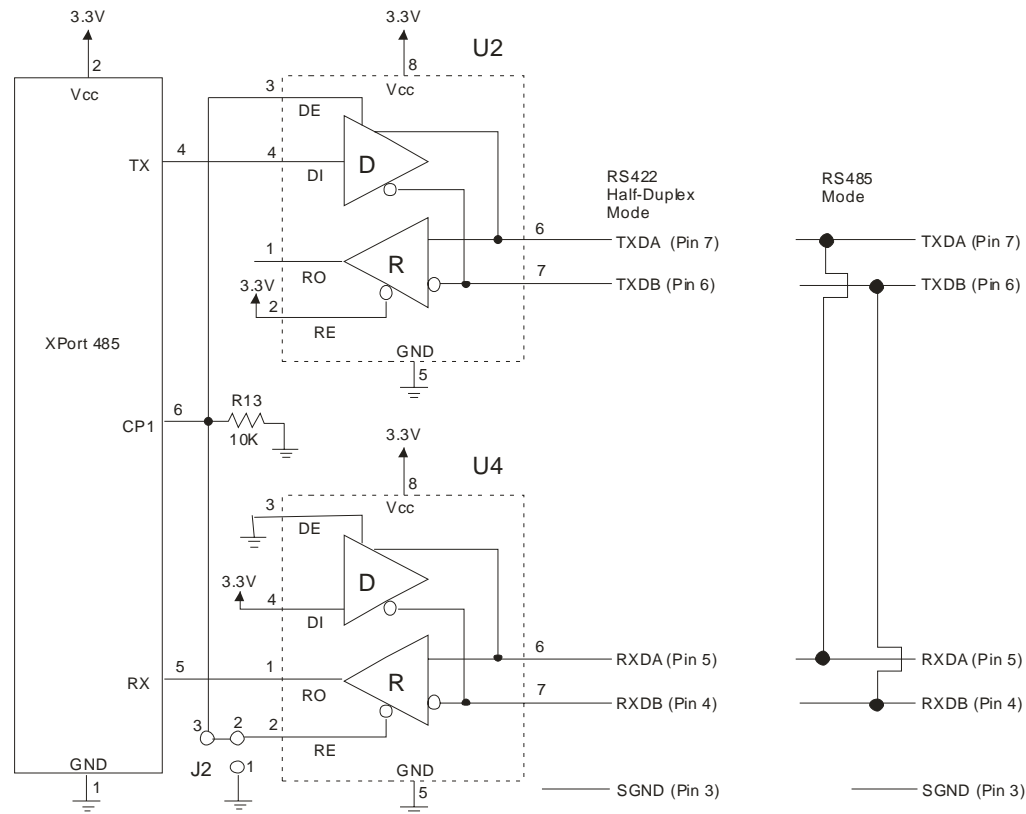 3.3V
2
Vcc
XPort 485
TX
4
CP1
6
R13
10K
RX
5
GND
1
3
2
1
J2
3.3V
8
Vcc
U2
3
DE
4
DI
D
1
RO
R
3.3V
2
RE
GND
5
6
7
RS422
Half-Duplex
Mode
TXDA (Pin 7)
TXDB (Pin 6)
RS485
Mode
TXDA (Pin 7)
TXDB (Pin 6)
3.3V
8
Vcc
U4
3
DE
3.3V
4
DI
D
1
RO
R
2
RE
GND
5
6
7
RXDA (Pin 5)
RXDB (Pin 4)
SGND (Pin 3)
RXDA (Pin 5)
RXDB (Pin 4)
SGND (Pin 3)